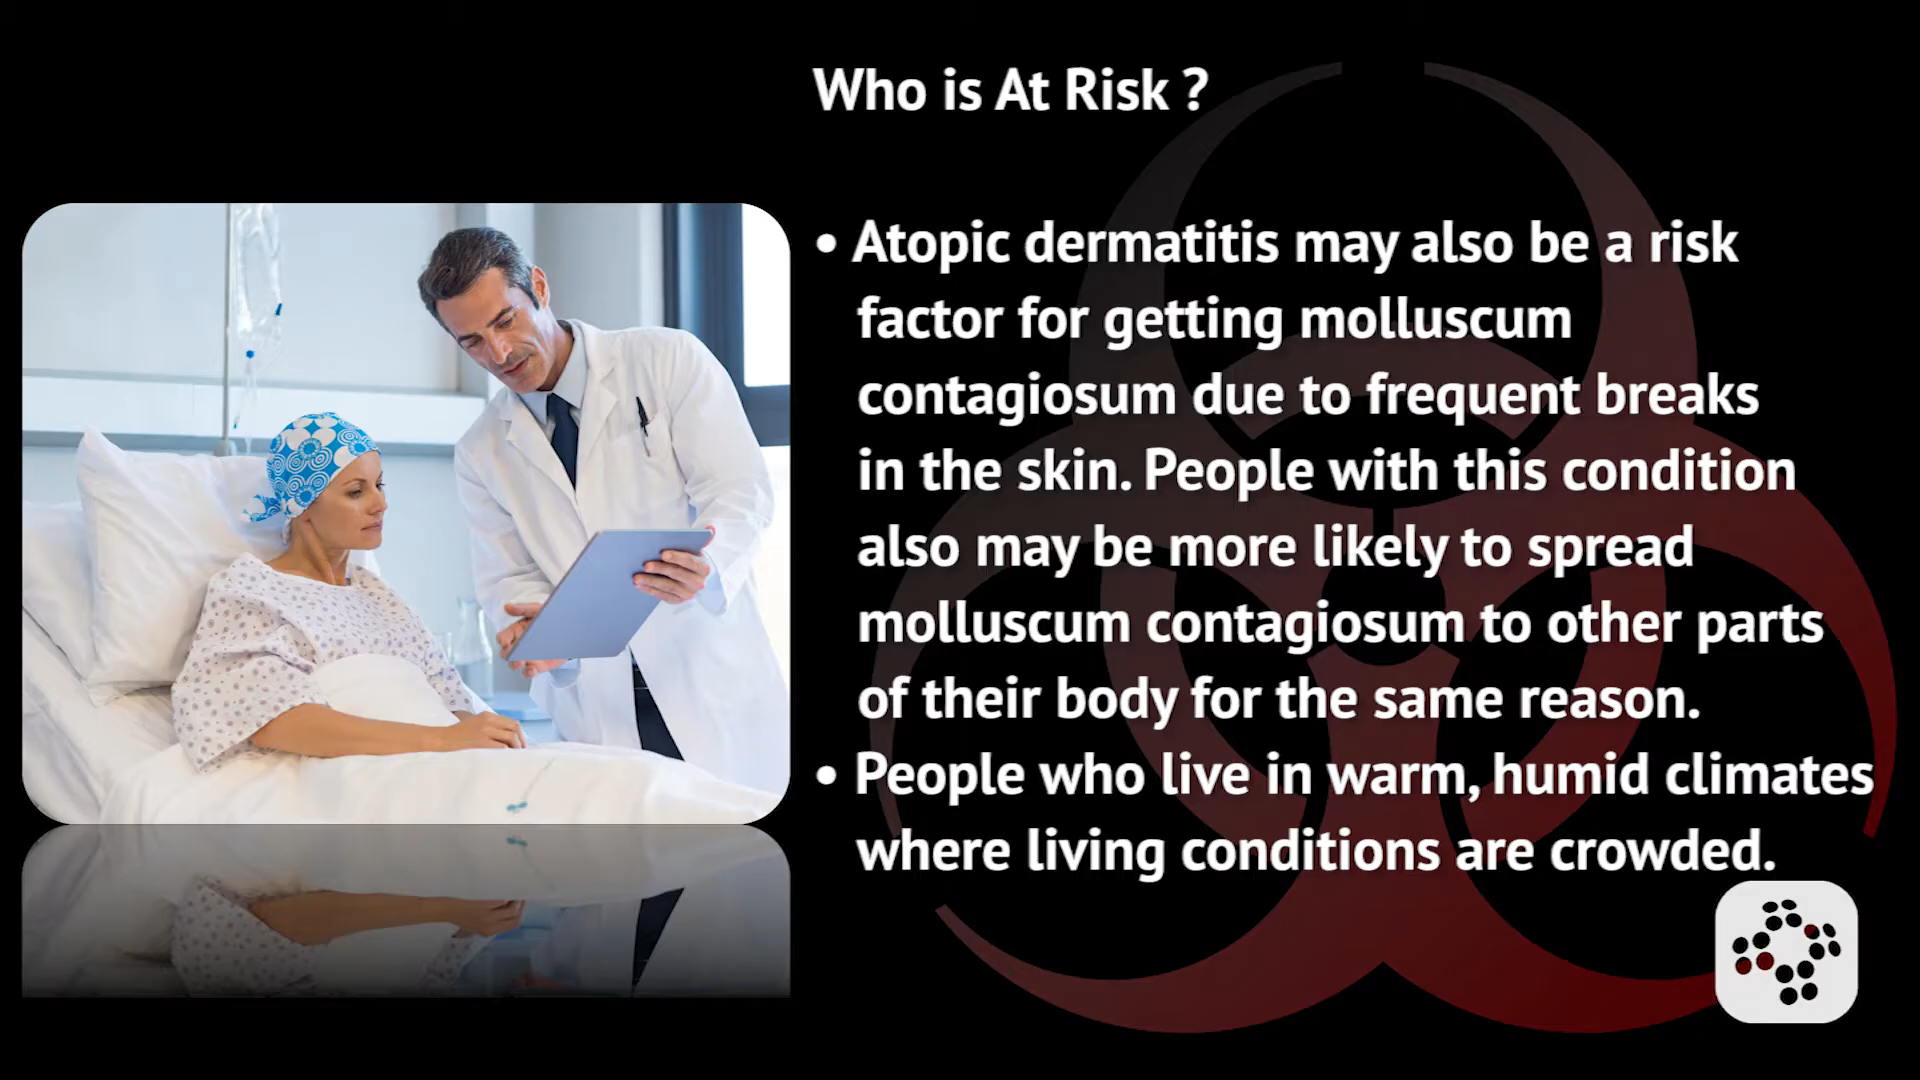 Who is At Risk ?
• Atopic dermatitis may also be a risk
factor for getting molluscum
contagiosum due to frequent breaks
in the skin. People with this condition
also may be more likely to spread
molluscum contagiosum to other parts
of their body for the same reason.
• People who live in warm, humid climates
where living conditions are crowded.